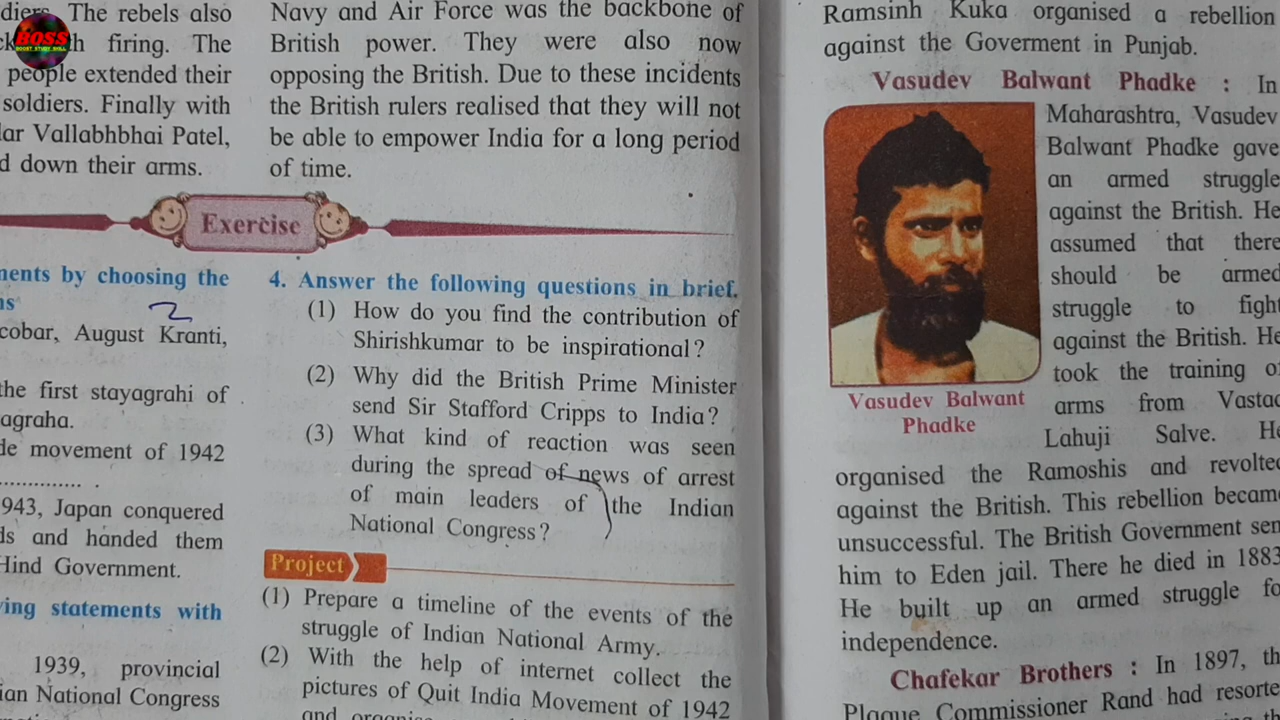 BOSS
BOOST STUDY SKILL
diers. The rebels also
firing. The
people extended their
soldiers. Finally with
Vallabhbhai Patel,
down their arms.
Navy and Air Force was the backbone of
British power. They were also now
opposing the British. Due to these incidents
the British rulers realised that they will not
be able to empower India for a long period
of time.
Exercise
ments by choosing the
cobar, August Kranti,
the first stayagrahi of
agraha.
de movement of 1942
.............. .
1943, Japan conquered
ds and handed them
Hind Government.
ving statements with
1939, provincial
ian National Congress
4. Answer the following questions in brief.
(1) How do you find the contribution of
Shirishkumar to be inspirational?
(2) Why did the British Prime Minister
send Sir Stafford Cripps to India?
(3) What kind of reaction was seen
during the spread of news of arrest
of main leaders of the Indian
National Congress?
Project
(1) Prepare a timeline of the events of the
struggle of Indian National Army.
(2) With the help of internet collect the
pictures of Quit India Movement of 1942
and
Ramsinh Kuka organised a rebellion
against the Goverment in Punjab.
Vasudev Balwant Phadke : In
Maharashtra, Vasudev
Balwant Phadke gave
an armed struggle
against the British. He
assumed that there
should be armed
struggle to fight
against the British. He
took the training of
arms from Vastad
Lahuji Salve. He
Vasudev Balwant
Phadke
organised the Ramoshis and revolted
against the British. This rebellion became
unsuccessful. The British Government sen
him to Eden jail. There he died in 1883
He built up an armed struggle fo
independence.
Chafekar Brothers : In 1897, th
Plague Commissioner Rand had resorte